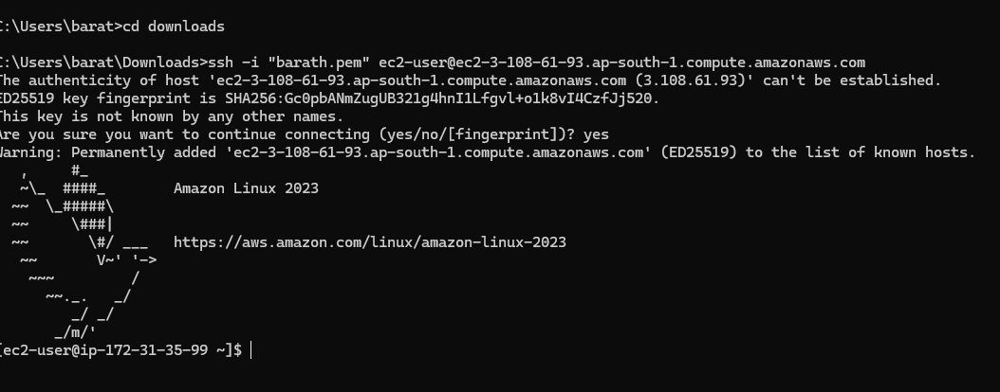 C:\Users\barat>cd downloads
C:\Users\barat\Downloads>ssh -i "barath.pem" ec2-user@ec2-3-108-61-93.ap-south-1.compute.amazonaws.com
The authenticity of host 'ec2-3-108-61-93.ap-south-1.compute.amazonaws.com (3.108.61.93)' can't be established.
ED25519 key fingerprint is SHA256:Gc0pbANmZugUB321g4hnI1Lfgvl+o1k8vI4CzfJj520.
This key is not known by any other names.
Are you sure you want to continue connecting (yes/no/[fingerprint])? yes
Warning: Permanently added 'ec2-3-108-61-93.ap-south-1.compute.amazonaws.com' (ED25519) to the list of known hosts.
   ,     #_
   ~\_  ####_        Amazon Linux 2023
  ~~  \_#####\
  ~~     \###|
  ~~       \#/ ___   https://aws.amazon.com/linux/amazon-linux-2023
   ~~       V~' '->
    ~~~         /
      ~~._.   _/
         _/ _/
       _/m/'
[ec2-user@ip-172-31-35-99 ~]$